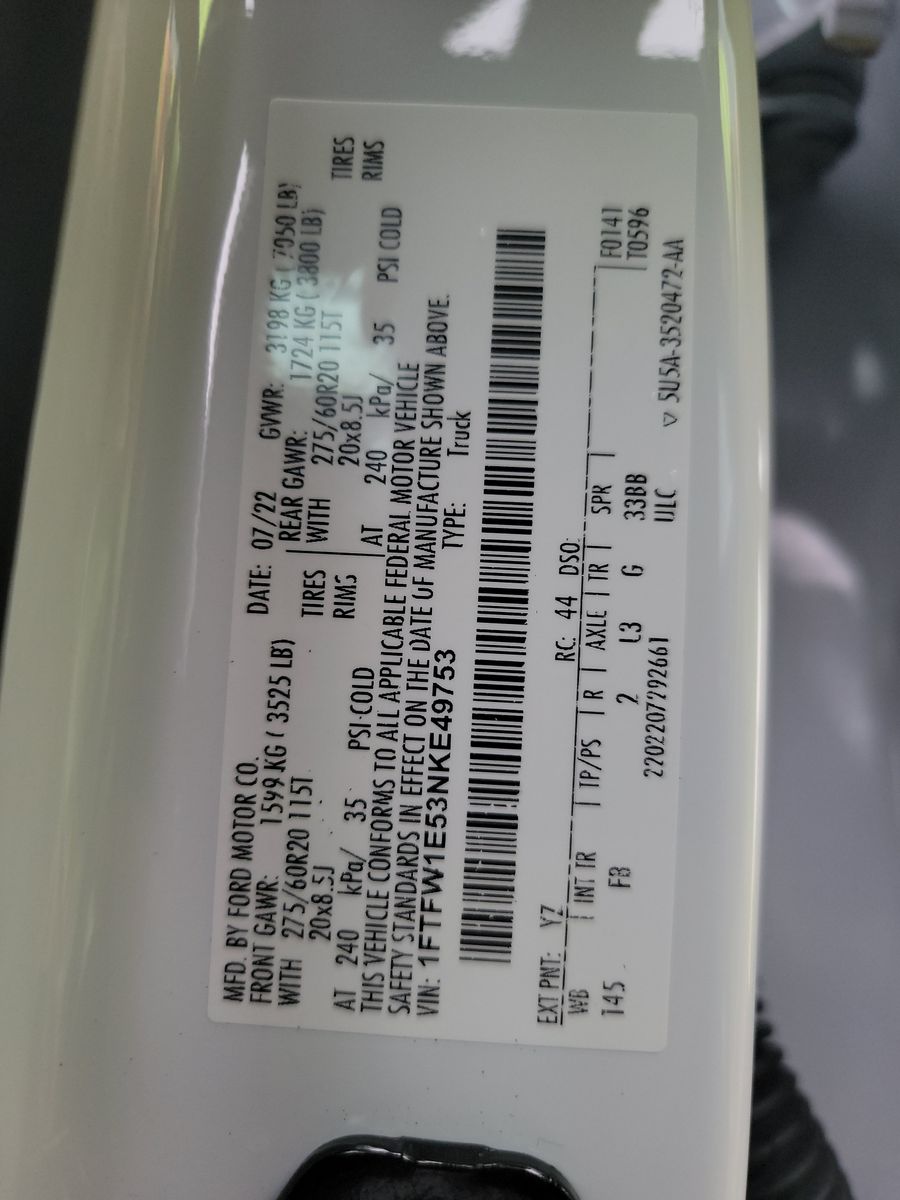 MFD. BY FORD MOTOR CO. DATE: 07/22 GVWR: 3198 KG ( 7050 LB)
FRONT GAWR: 1599 KG ( 3525 LB) REAR GAWR: 1724 KG ( 3800 LB)
WITH 275/60R20 115T TIRES WITH 275/60R20 115T TIRES
20x8.5J RIMS 20x8.5J RIMS
AT 240 kPa/ 35 PSI COLD AT 240 kPa/ 35 PSI COLD
THIS VEHICLE CONFORMS TO ALL APPLICABLE FEDERAL MOTOR VEHICLE
SAFETY STANDARDS IN EFFECT ON THE DATE OF MANUFACTURE SHOWN ABOVE.
VIN: 1FTFW1E53NKE49753 TYPE: Truck
EXT PNT: YZ RC: 44 DSO: F0141
WB INT TR TP/PS R AXLE TR SPR T0596
145 FB 2 L3 G 33BB
2202207292661 ULC ▽ 5U5A-3520472-AA